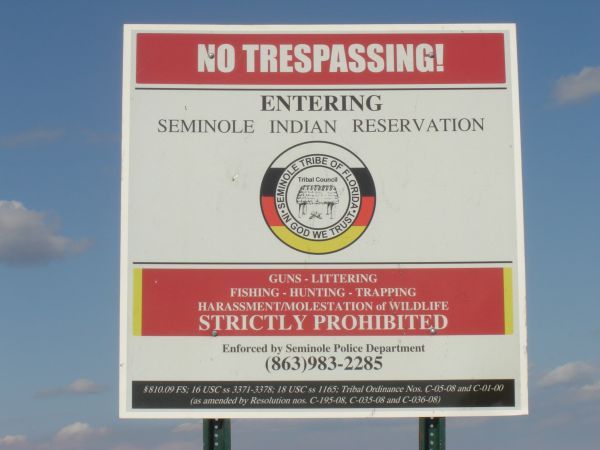 NO TRESPASSING!
ENTERING
SEMINOLE INDIAN RESERVATION
SEMINOLE TRIBE OF FLORIDA
Tribal Council
IN GOD WE TRUST
GUNS - LITTERING
FISHING - HUNTING - TRAPPING
HARASSMENT/MOLESTATION of WILDLIFE
STRICTLY PROHIBITED
Enforced by Seminole Police Department
(863)983-2285
§810.09 FS; 16 USC ss 3371-3378; 18 USC ss 1165; Tribal Ordinance Nos. C-05-08 and C-01-00
(as amended by Resolution nos. C-195-08, C-035-08 and C-036-08)